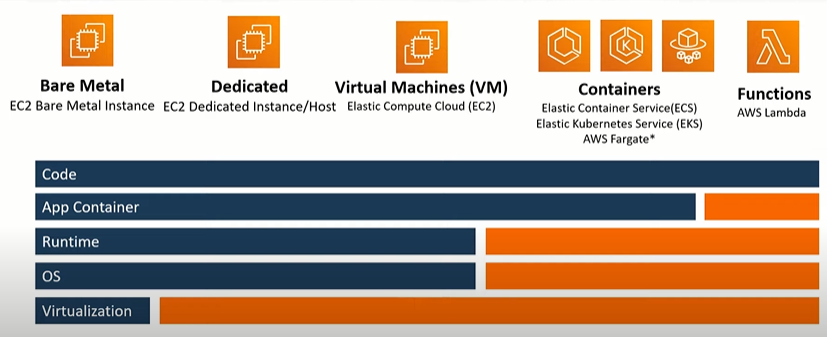 Bare Metal
EC2 Bare Metal Instance
Dedicated
EC2 Dedicated Instance/Host
Virtual Machines (VM)
Elastic Compute Cloud (EC2)
K
Containers
Elastic Container Service(ECS)
Elastic Kubernetes Service (EKS)
AWS Fargate*
Functions
AWS Lambda
Code
App Container
Runtime
OS
Virtualization